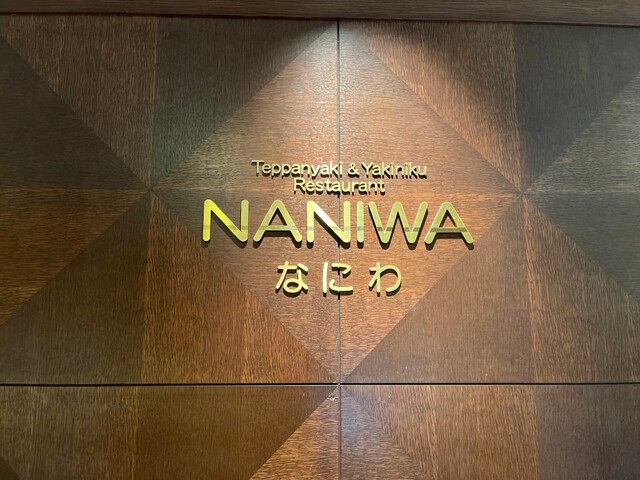 Teppanyaki & Yakiniku
Restaurant
NANIWA
なにわ